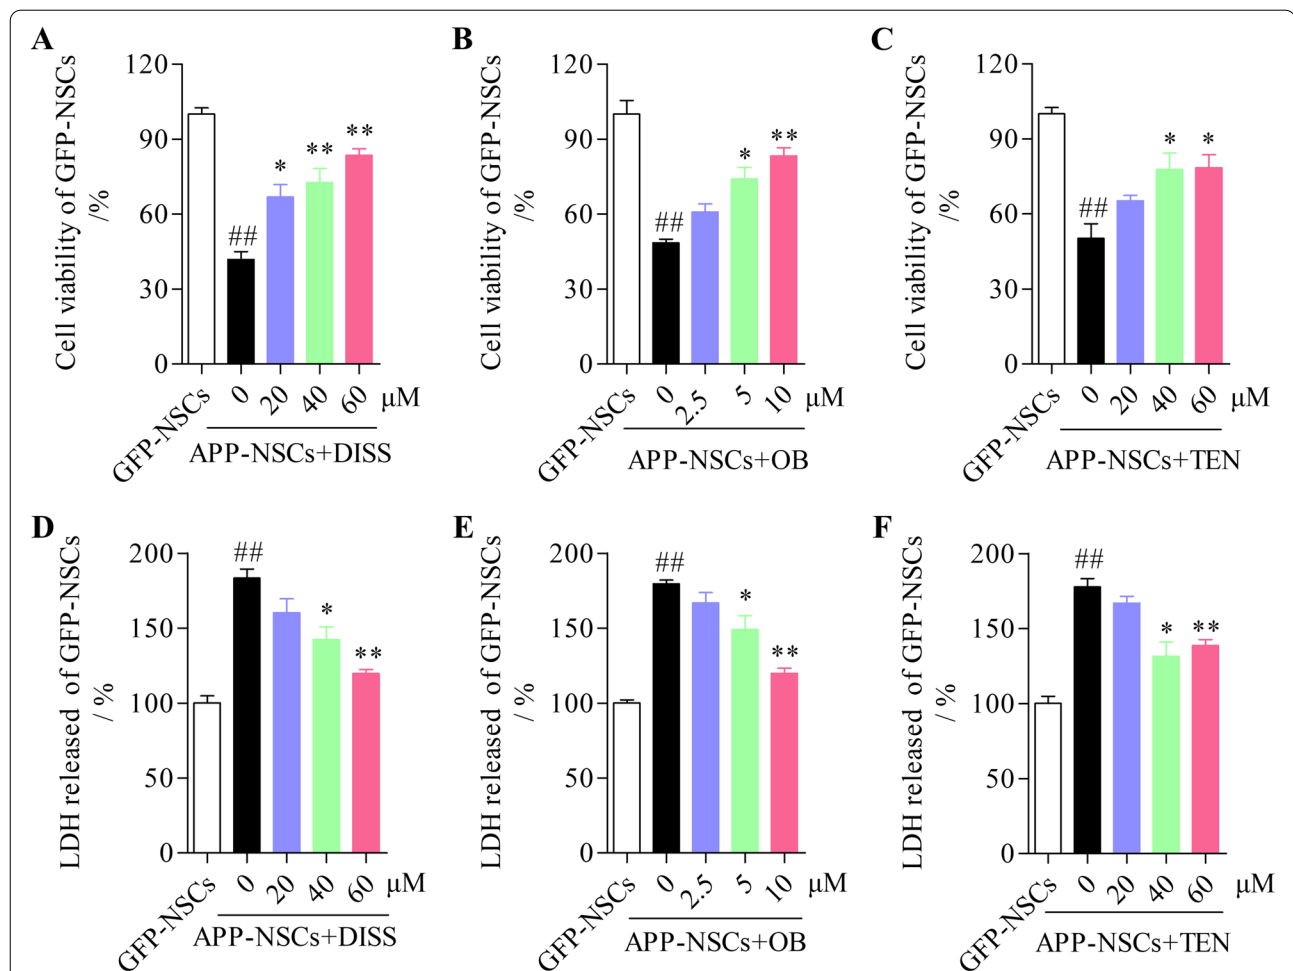 A
Cell viability of GFP-NSCs
/%
120
90
60
30
0
##
*
**
**
GFP-NSCs
0
20
40
60
μM
APP-NSCs+DISS
B
Cell viability of GFP-NSCs
/%
120
90
60
30
0
##
*
**
GFP-NSCs
0
2.5
5
10
μM
APP-NSCs+OB
C
Cell viability of GFP-NSCs
/%
120
90
60
30
0
##
*
*
GFP-NSCs
0
20
40
60
μM
APP-NSCs+TEN
D
LDH released of GFP-NSCs
/ %
200
150
100
50
0
##
*
**
GFP-NSCs
0
20
40
60
μM
APP-NSCs+DISS
E
LDH released of GFP-NSCs
/ %
200
150
100
50
0
##
*
**
GFP-NSCs
0
2.5
5
10
μM
APP-NSCs+OB
F
LDH released of GFP-NSCs
/ %
200
150
100
50
0
##
*
**
GFP-NSCs
0
20
40
60
μM
APP-NSCs+TEN